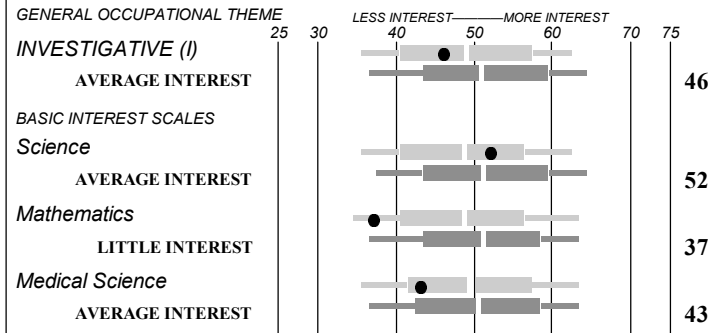 GENERAL OCCUPATIONAL THEME
LESS INTEREST————MORE INTEREST
25 30 40 50 60 70 75
INVESTIGATIVE (I)
AVERAGE INTEREST 46
BASIC INTEREST SCALES
Science
AVERAGE INTEREST 52
Mathematics
LITTLE INTEREST 37
Medical Science
AVERAGE INTEREST 43